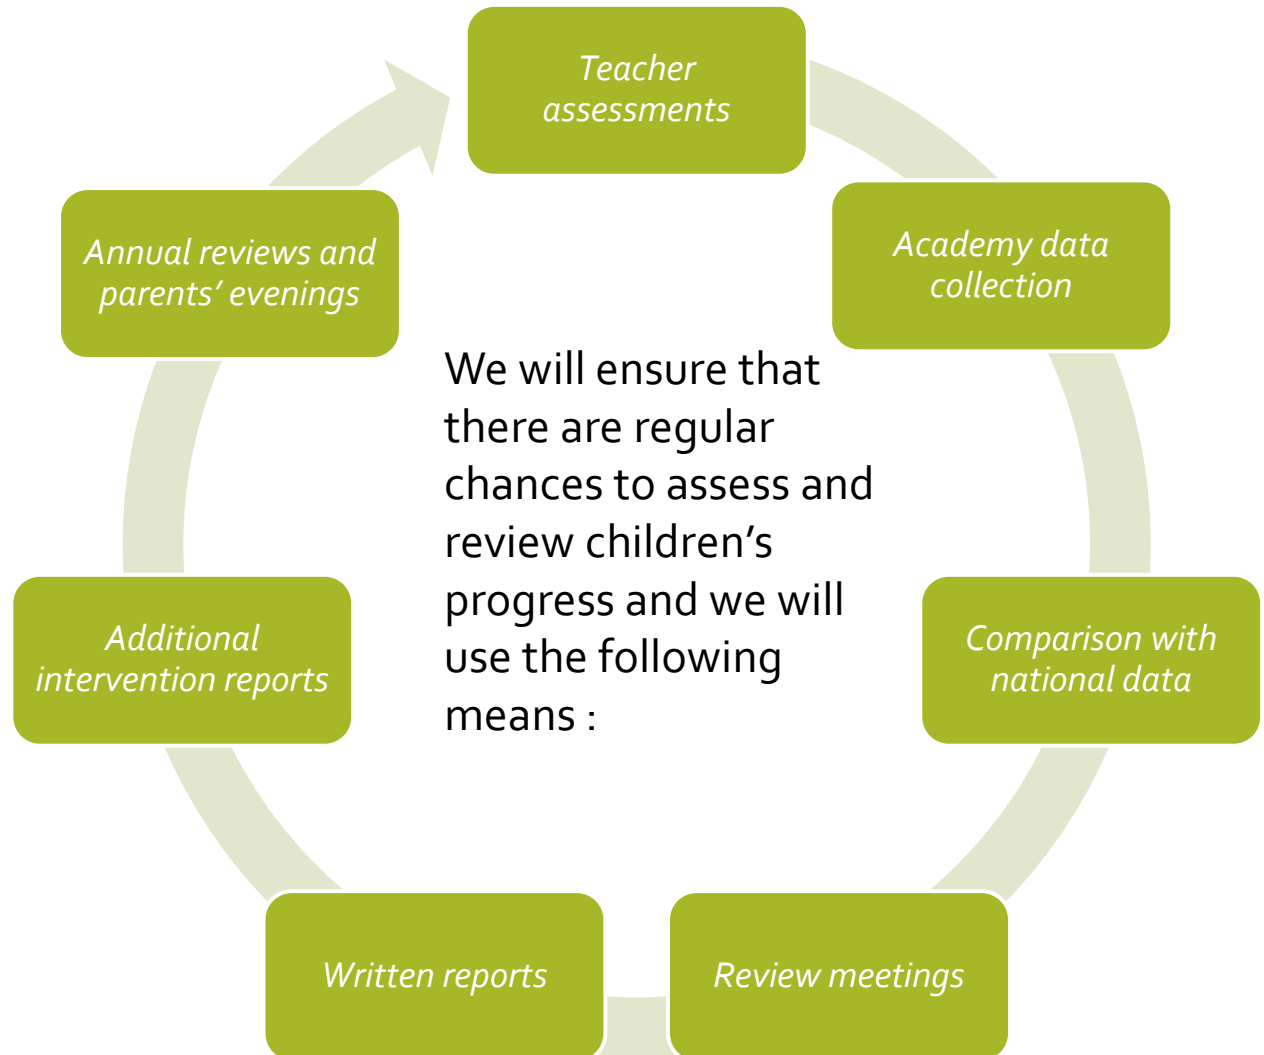 Teacher
assessments
Academy data
collection
Comparison with
national data
Review meetings
Written reports
Additional
intervention reports
Annual reviews and
parents’ evenings
We will ensure that
there are regular
chances to assess and
review children’s
progress and we will
use the following
means :